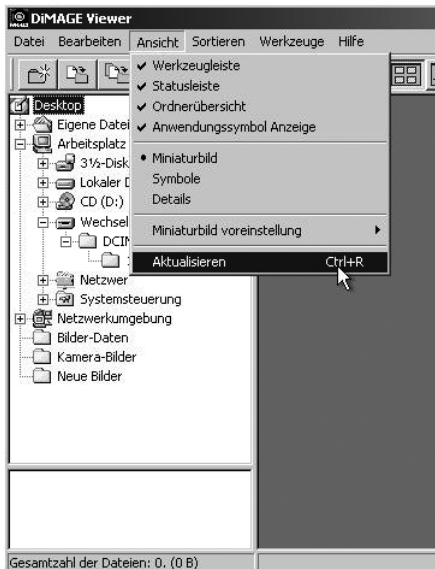 DiMAGE Viewer
Datei Bearbeiten Ansicht Sortieren Werkzeuge Hilfe
Werkzeugleiste
Statusleiste
Ordnerübersicht
Anwendungssymbol Anzeige
Miniaturbild
Symbole
Details
Miniaturbild voreinstellung
Aktualisieren Ctrl+R
Desktop
Eigene Datei
Arbeitsplatz
3½-Disk
Lokaler D
CD (D:)
Wechsel
DCIM
Netzwer
Systemsteuerung
Netzwerkumgebung
Bilder-Daten
Kamera-Bilder
Neue Bilder
Gesamtzahl der Dateien: 0. (0 B)